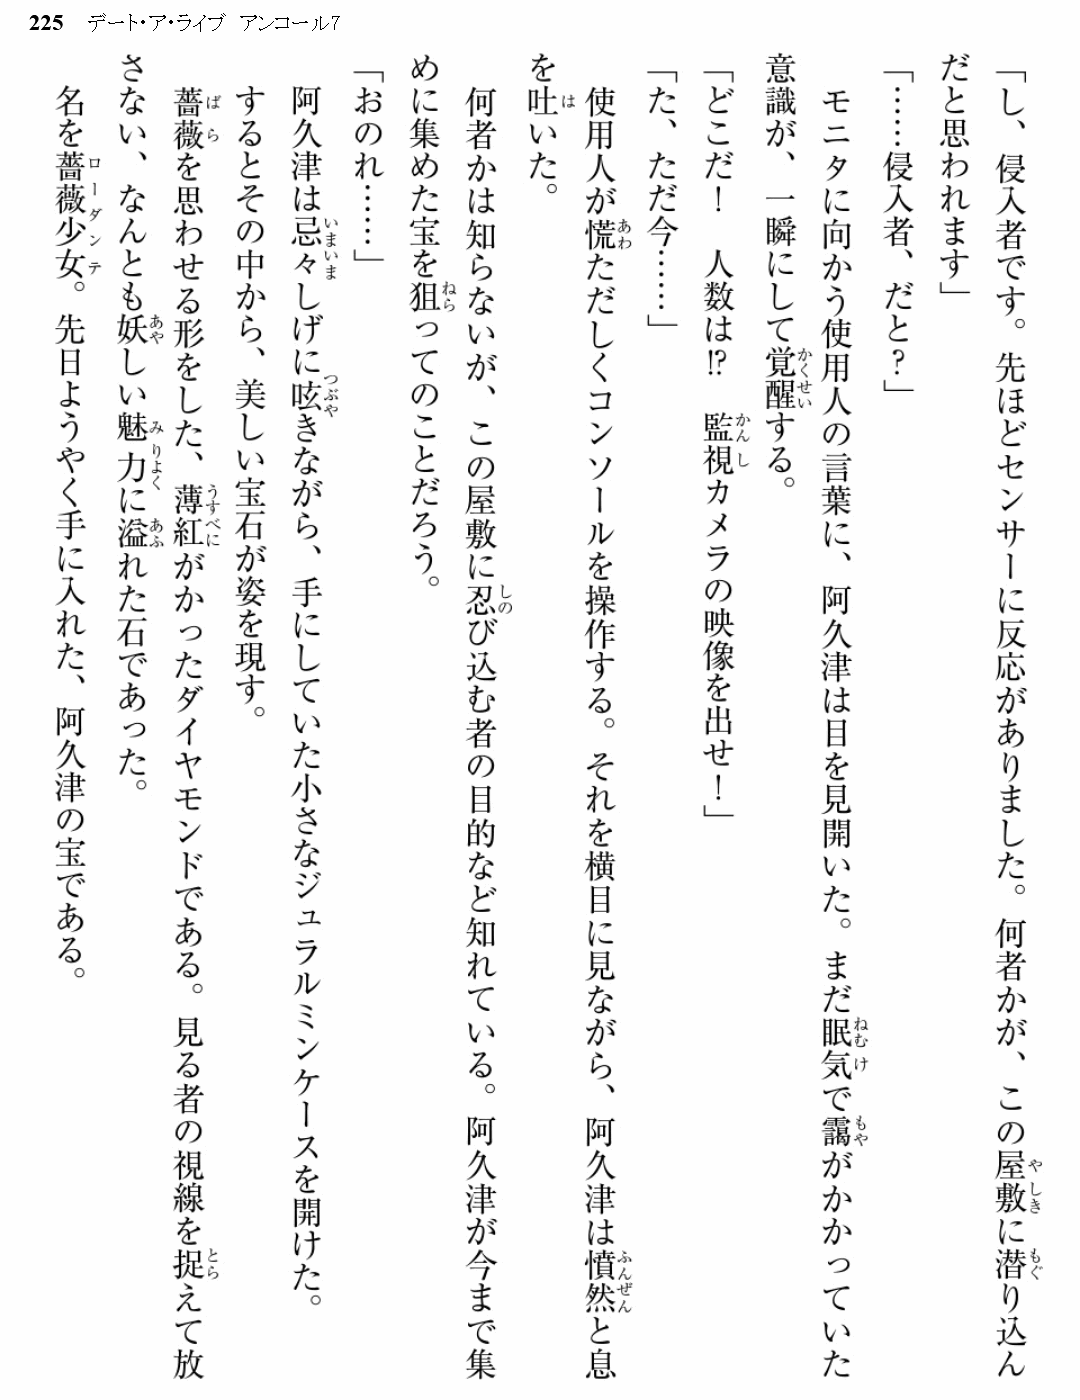 225 デート・ア・ライブ アンコール7
「し、侵入者です。先ほどセンサーに反応がありました。何者かが、この屋敷に潜り込ん
だと思われます」
「……侵入者、だと?」
モニタに向かう使用人の言葉に、阿久津は目を見開いた。まだ眠気で靄がかかっていた
意識が、一瞬にして覚醒する。
「どこだ! 人数は⁉ 監視カメラの映像を出せ!」
「た、ただ今……」
使用人が慌ただしくコンソールを操作する。それを横目に見ながら、阿久津は憤然と息
を吐いた。
何者かは知らないが、この屋敷に忍び込む者の目的など知れている。阿久津が今まで集
めに集めた宝を狙ってのことだろう。
「おのれ……」
阿久津は忌々しげに呟きながら、手にしていた小さなジュラルミンケースを開けた。
するとその中から、美しい宝石が姿を現す。
薔薇を思わせる形をした、薄紅がかったダイヤモンドである。見る者の視線を捉えて放
さない、なんとも妖しい魅力に溢れた石であった。
名を薔薇少女。先日ようやく手に入れた、阿久津の宝である。